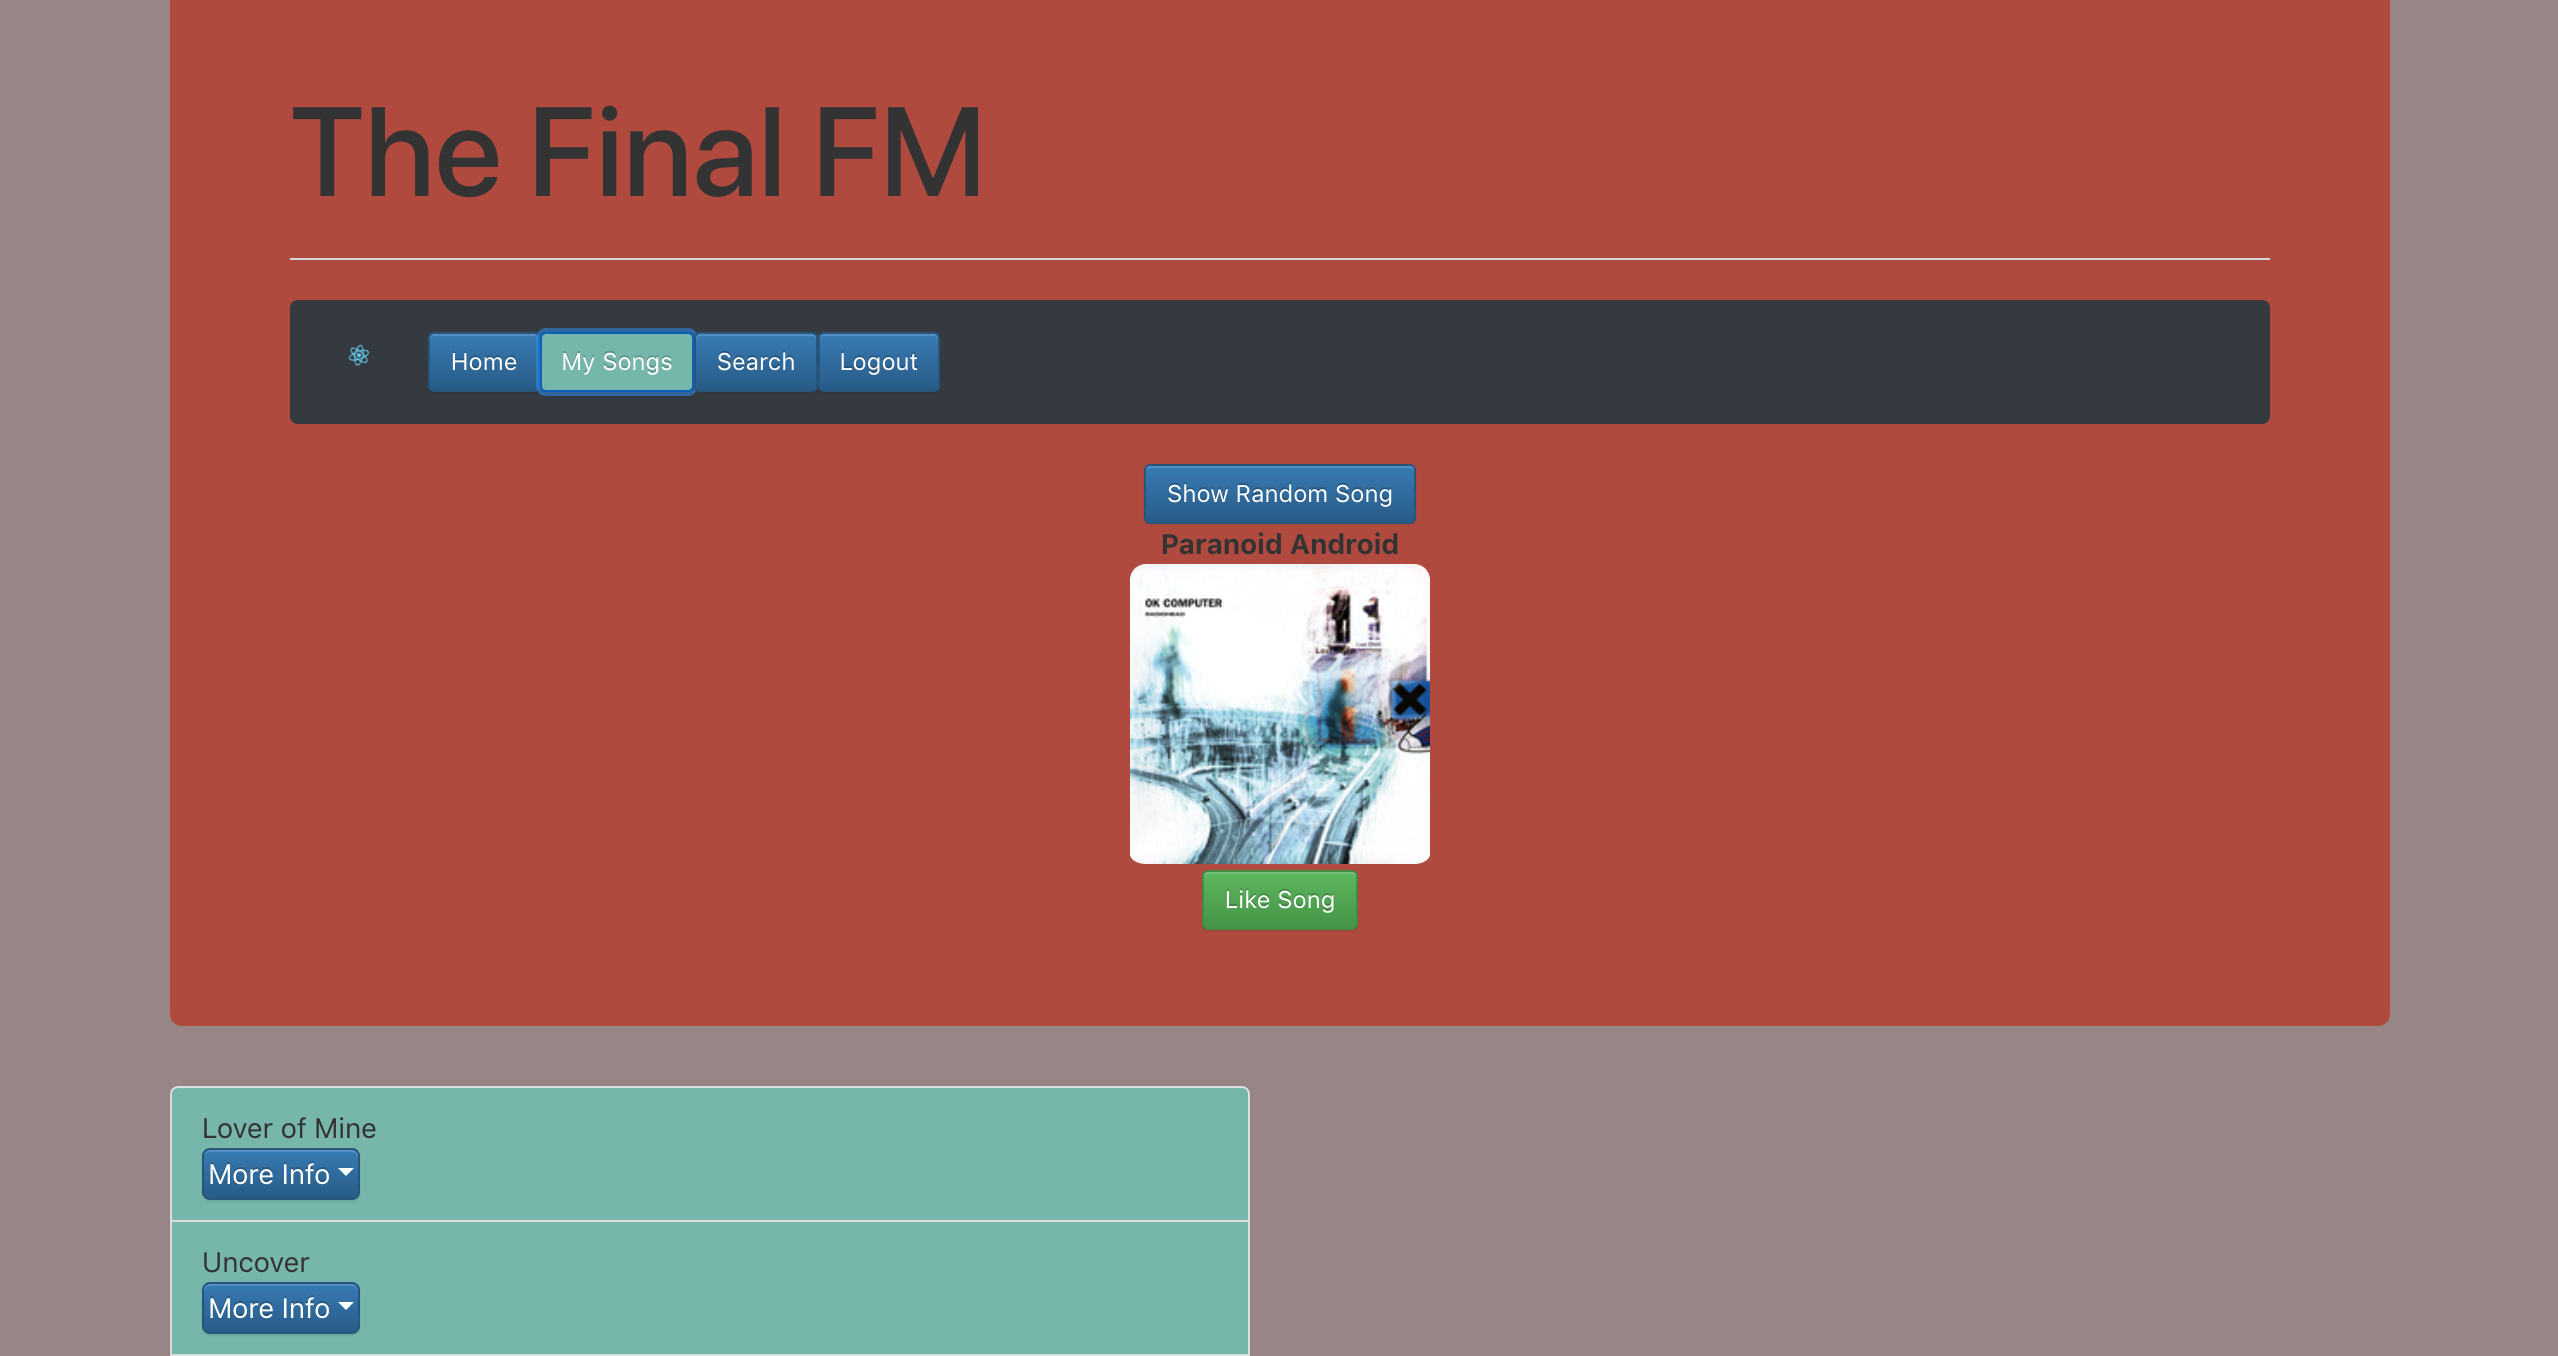 The Final FM
Home My Songs Search Logout
Show Random Song
Paranoid Android
OK COMPUTER
RADIOHEAD
Like Song
Lover of Mine
More Info
Uncover
More Info